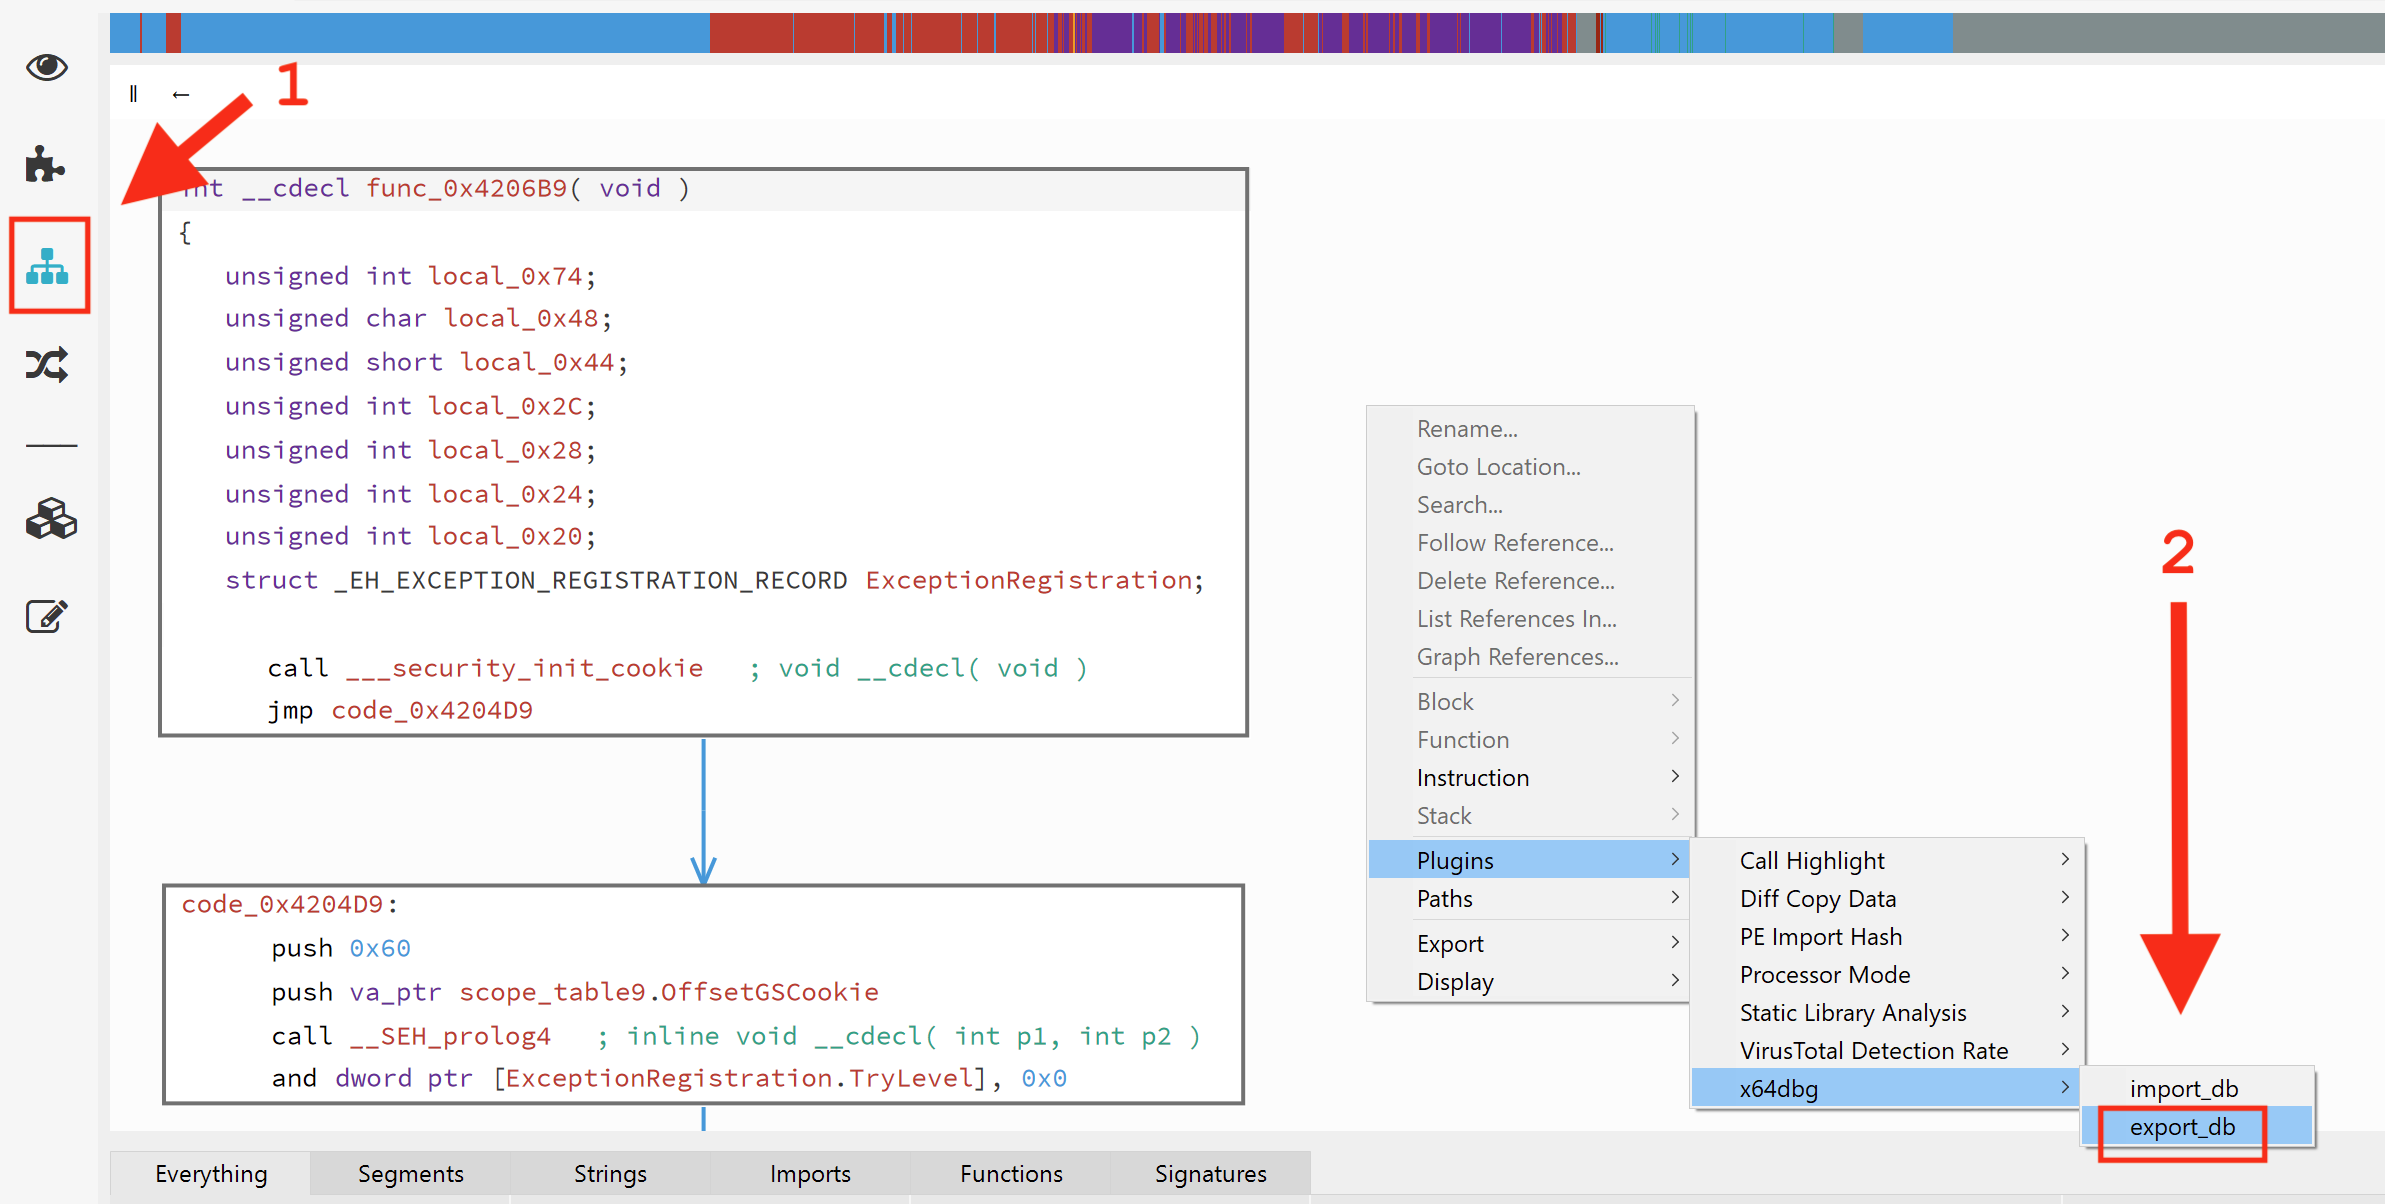 1
int __cdecl func_0x4206B9( void )
{
unsigned int local_0x74;
unsigned char local_0x48;
unsigned short local_0x44;
unsigned int local_0x2C;
unsigned int local_0x28;
unsigned int local_0x24;
unsigned int local_0x20;
struct _EH_EXCEPTION_REGISTRATION_RECORD ExceptionRegistration;
call ___security_init_cookie ; void __cdecl( void )
jmp code_0x4204D9
code_0x4204D9:
push 0x60
push va_ptr scope_table9.OffsetGSCookie
call __SEH_prolog4 ; inline void __cdecl( int p1, int p2 )
and dword ptr [ExceptionRegistration.TryLevel], 0x0
Rename...
Goto Location...
Search...
Follow Reference...
Delete Reference...
List References In...
Graph References...
Block
Function
Instruction
Stack
Plugins
Paths
Export
Display
Call Highlight
Diff Copy Data
PE Import Hash
Processor Mode
Static Library Analysis
VirusTotal Detection Rate
x64dbg
2
import_db
export_db
Everything Segments Strings Imports Functions Signatures